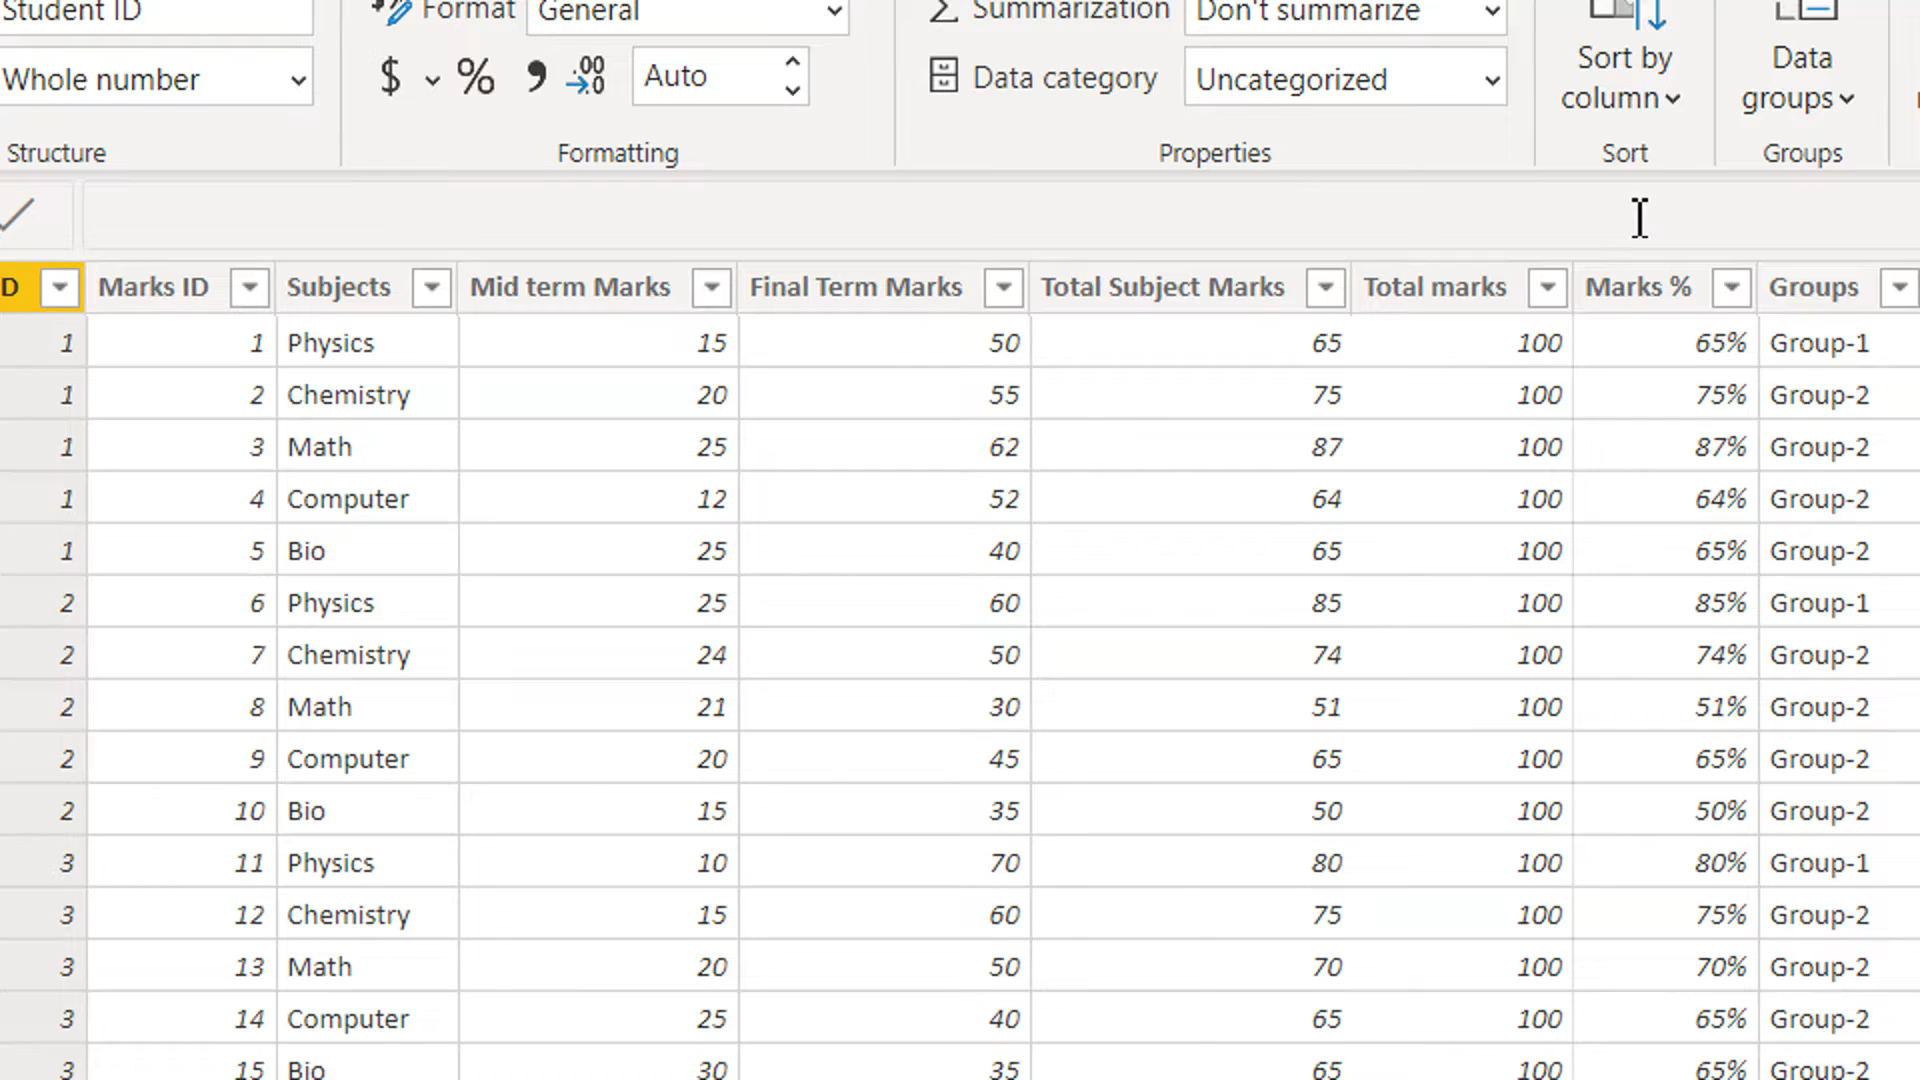 Student ID Format General Summarization Don't summarize
Whole number $ % , .00 .0 Auto Data category Uncategorized Sort by column Data groups
Structure Formatting Properties Sort Groups
D Marks ID Subjects Mid term Marks Final Term Marks Total Subject Marks Total marks Marks % Groups
1 1 Physics 15 50 65 100 65% Group-1
1 2 Chemistry 20 55 75 100 75% Group-2
1 3 Math 25 62 87 100 87% Group-2
1 4 Computer 12 52 64 100 64% Group-2
1 5 Bio 25 40 65 100 65% Group-2
2 6 Physics 25 60 85 100 85% Group-1
2 7 Chemistry 24 50 74 100 74% Group-2
2 8 Math 21 30 51 100 51% Group-2
2 9 Computer 20 45 65 100 65% Group-2
2 10 Bio 15 35 50 100 50% Group-2
3 11 Physics 10 70 80 100 80% Group-1
3 12 Chemistry 15 60 75 100 75% Group-2
3 13 Math 20 50 70 100 70% Group-2
3 14 Computer 25 40 65 100 65% Group-2
3 15 Bio 30 35 65 100 65% Group-2